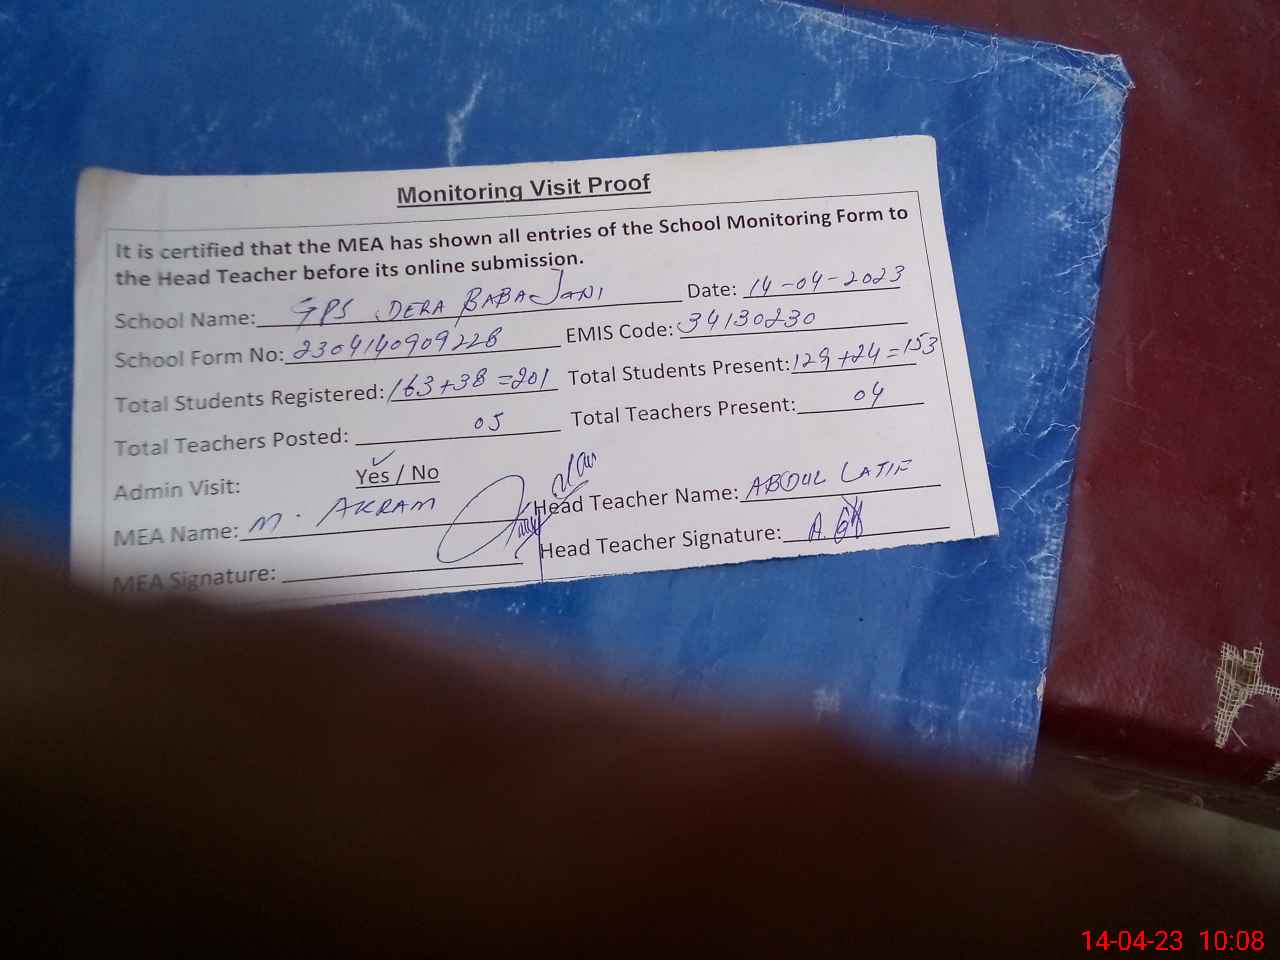 Monitoring Visit Proof
It is certified that the MEA has shown all entries of the School Monitoring Form to
the Head Teacher before its online submission.
School Name: GPS DERA BABA JANI Date: 14-04-2023
School Form No: 2304140909228 EMIS Code: 34130230
Total Students Registered: 163+38=201 Total Students Present: 129+24=153
Total Teachers Posted: 05 Total Teachers Present: 04
Admin Visit: Yes / No
MEA Name: M. AKRAM Head Teacher Name: ABDUL LATIF
MEA Signature: Head Teacher Signature:
14-04-23 10:08